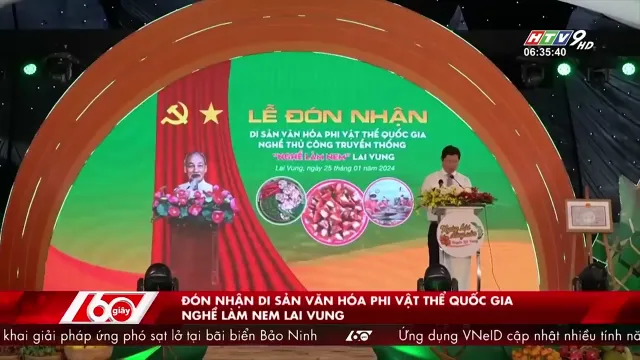 HTV9 HD
06:35:40
LỄ ĐÓN NHẬN
DI SẢN VĂN HÓA PHI VẬT THỂ QUỐC GIA
NGHỀ THỦ CÔNG TRUYỀN THỐNG
"NGHỀ LÀM NEM" LAI VUNG
Lai Vung, ngày 25 tháng 01 năm 2024
60 giây
ĐÓN NHẬN DI SẢN VĂN HÓA PHI VẬT THỂ QUỐC GIA
NGHỀ LÀM NEM LAI VUNG
khai giải pháp ứng phó sạt lở tại bãi biển Bảo Ninh
60 giây
Ứng dụng VNeID cập nhật nhiều tính năng